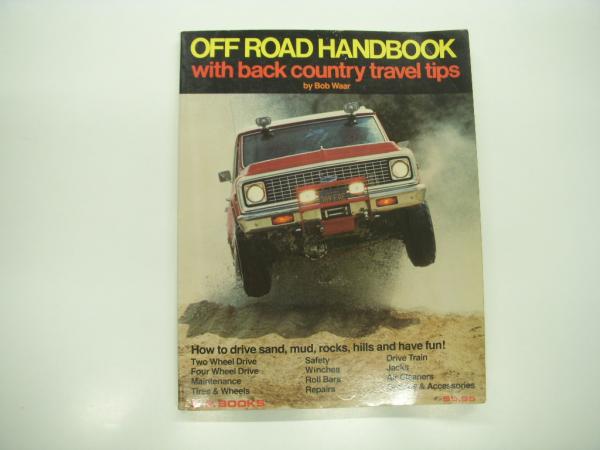 OFF ROAD HANDBOOK
with back country travel tips
by Bob Waar
How to drive sand, mud, rocks, hills and have fun!
Two Wheel Drive
Four Wheel Drive
Maintenance
Tires & Wheels
Safety
Winches
Roll Bars
Repairs
Drive Train
Jacks
Air Cleaners
& Accessories
BOOKS